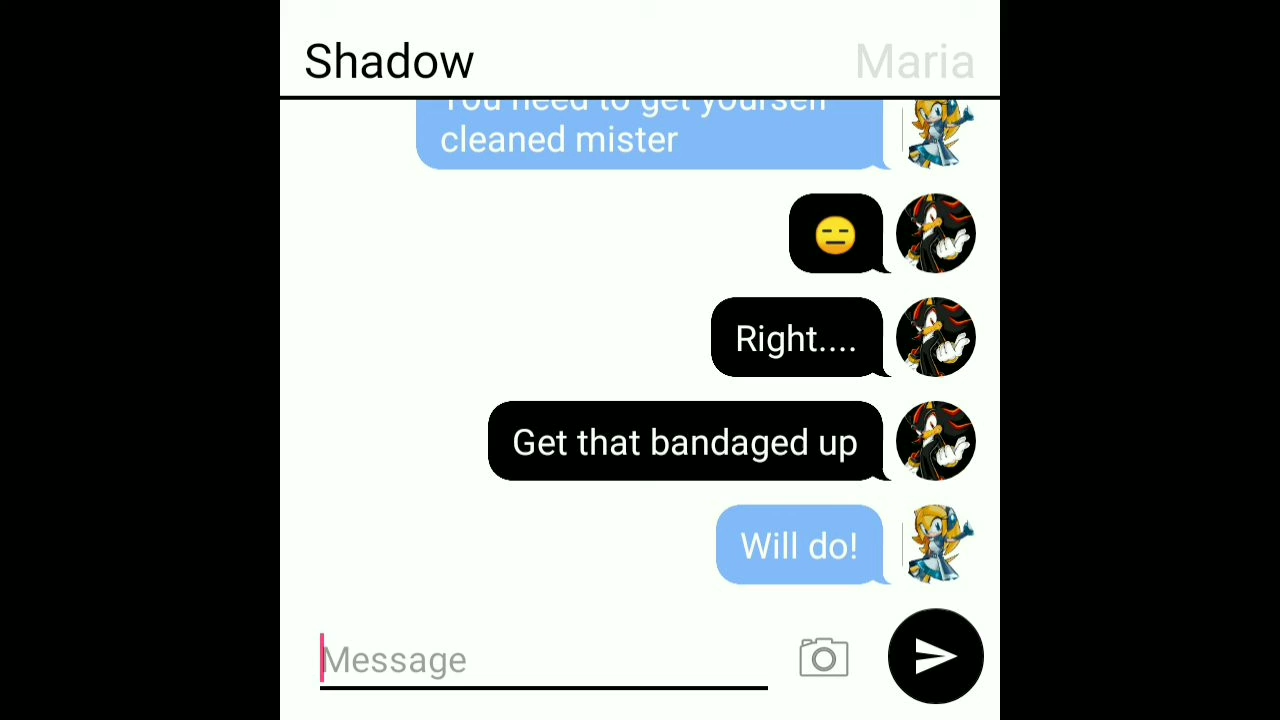 Shadow Maria
You need to get yourself
cleaned mister
😑
Right....
Get that bandaged up
Will do!
Message